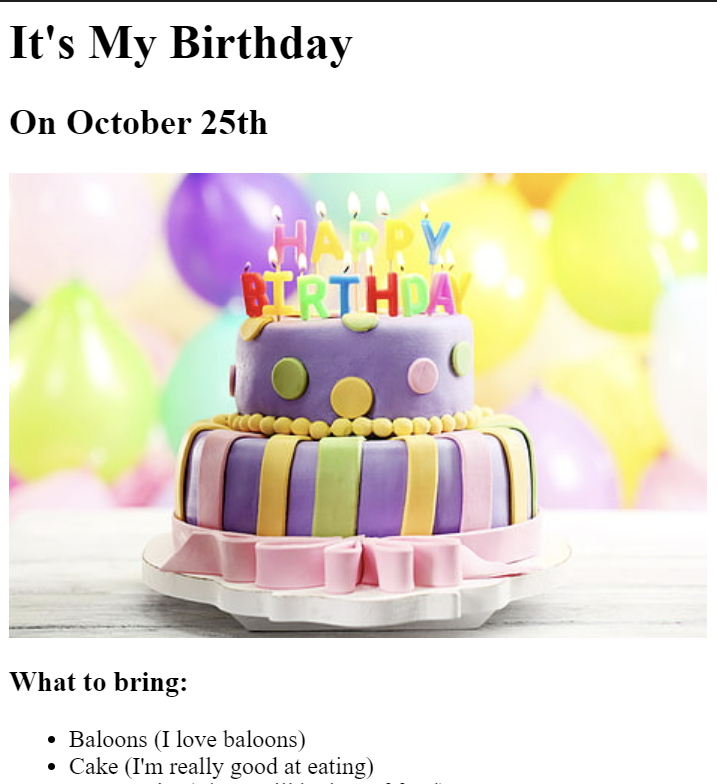 It's My Birthday
On October 25th
HAPPY
BIRTHDAY
What to bring:
Baloons (I love baloons)
Cake (I'm really good at eating)